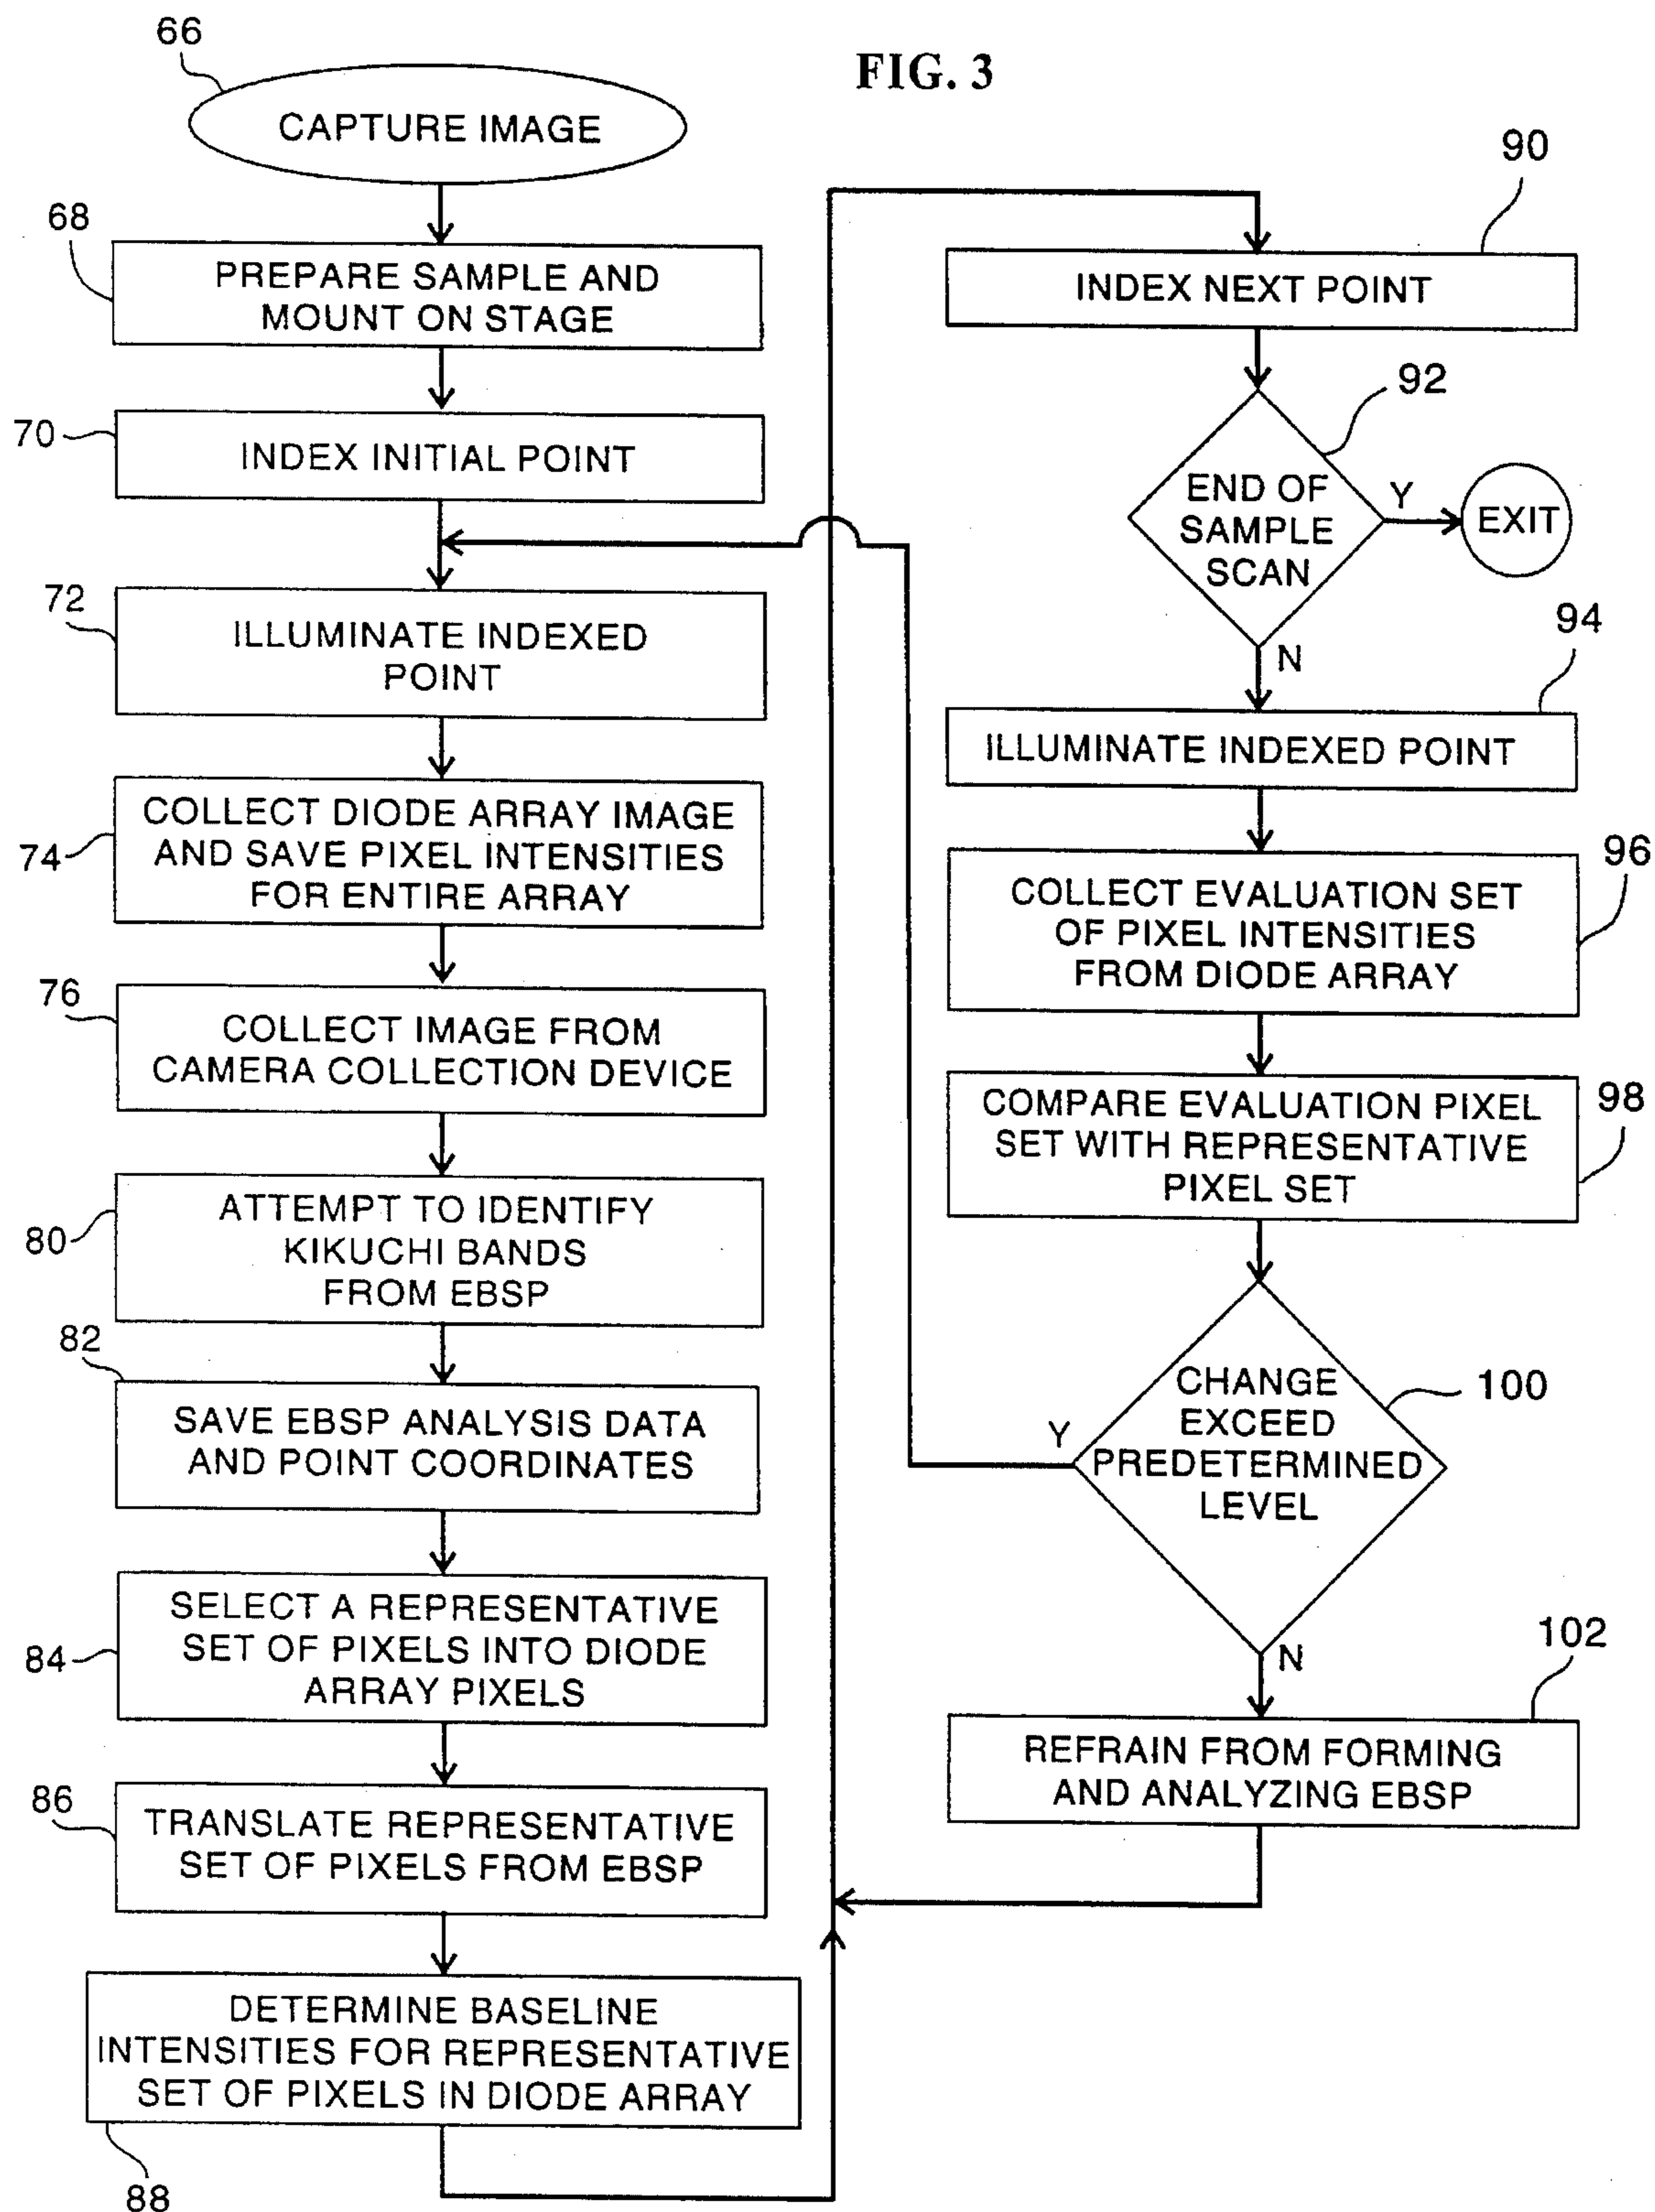 FIG. 3
66
CAPTURE IMAGE
68
PREPARE SAMPLE AND
MOUNT ON STAGE
70
INDEX INITIAL POINT
72
ILLUMINATE INDEXED
POINT
74
COLLECT DIODE ARRAY IMAGE
AND SAVE PIXEL INTENSITIES
FOR ENTIRE ARRAY
76
COLLECT IMAGE FROM
CAMERA COLLECTION DEVICE
80
ATTEMPT TO IDENTIFY
KIKUCHI BANDS
FROM EBSP
82
SAVE EBSP ANALYSIS DATA
AND POINT COORDINATES
84
SELECT A REPRESENTATIVE
SET OF PIXELS INTO DIODE
ARRAY PIXELS
86
TRANSLATE REPRESENTATIVE
SET OF PIXELS FROM EBSP
DETERMINE BASELINE
INTENSITIES FOR REPRESENTATIVE
SET OF PIXELS IN DIODE ARRAY
88
90
INDEX NEXT POINT
92
END OF
SAMPLE
SCAN
Y
EXIT
N
94
ILLUMINATE INDEXED POINT
96
COLLECT EVALUATION SET
OF PIXEL INTENSITIES
FROM DIODE ARRAY
98
COMPARE EVALUATION PIXEL
SET WITH REPRESENTATIVE
PIXEL SET
100
CHANGE
EXCEED
PREDETERMINED
LEVEL
Y
N
102
REFRAIN FROM FORMING
AND ANALYZING EBSP